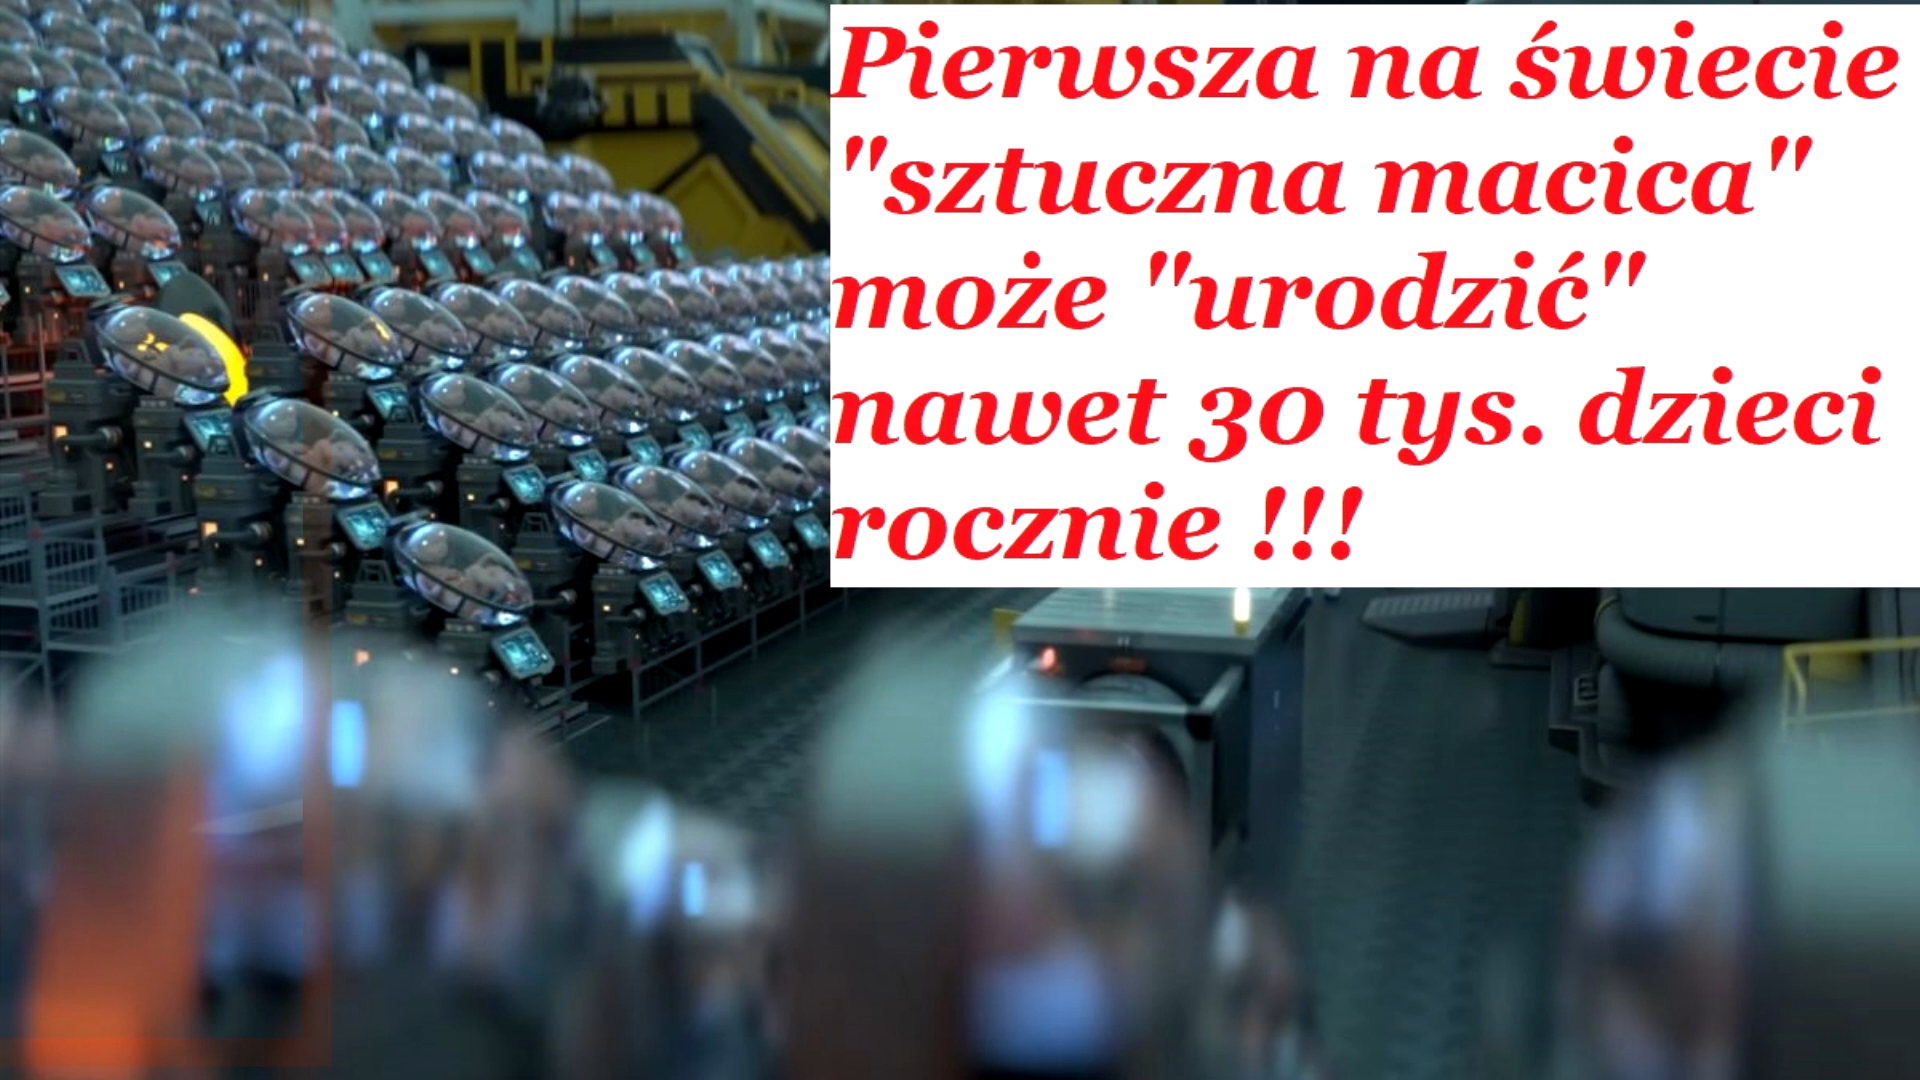 Pierwsza na świecie
"sztuczna macica"
może "urodzić"
nawet 30 tys. dzieci
rocznie !!!